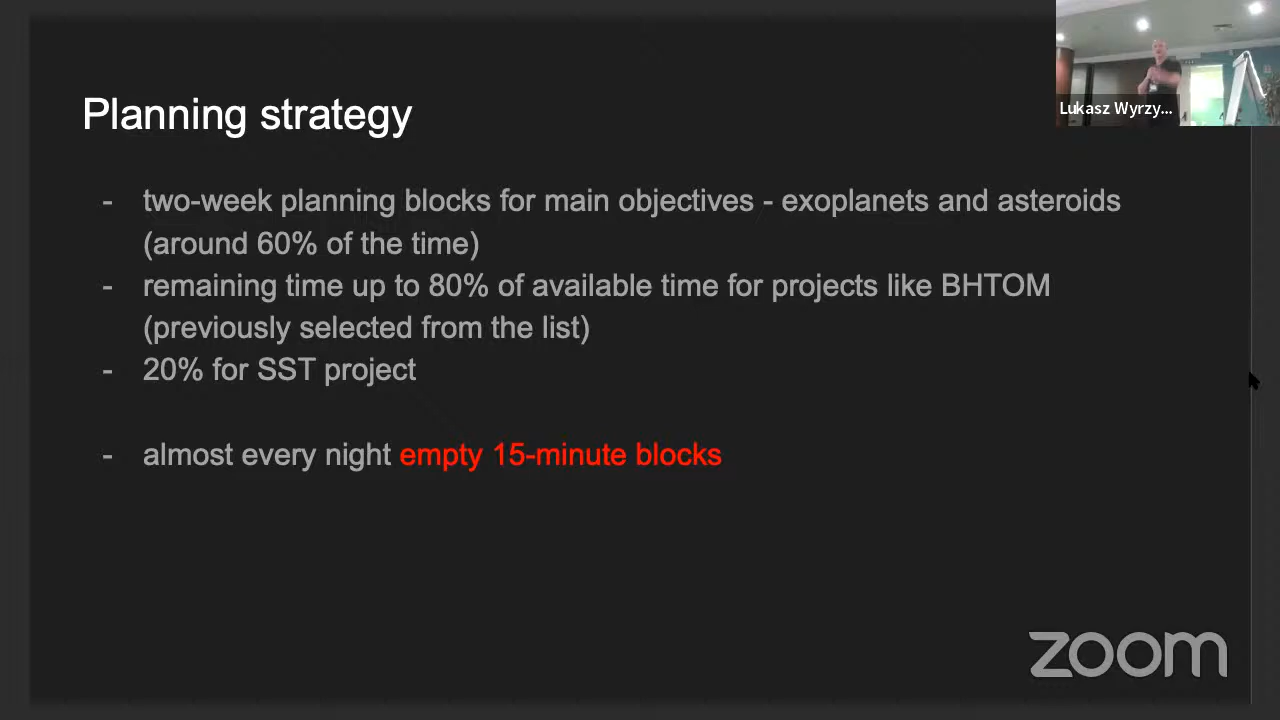 Lukasz Wyrzy...
Planning strategy
- two-week planning blocks for main objectives - exoplanets and asteroids
(around 60% of the time)
- remaining time up to 80% of available time for projects like BHTOM
(previously selected from the list)
- 20% for SST project
- almost every night empty 15-minute blocks
zoom